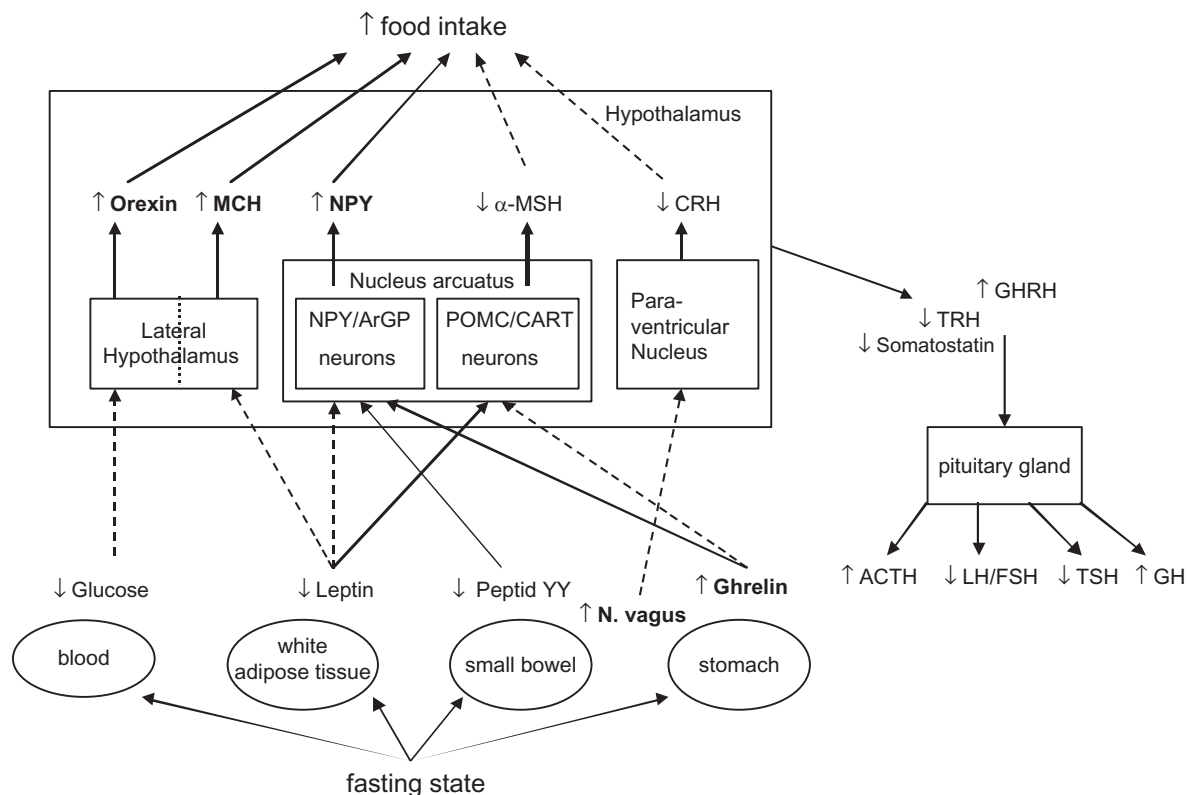 ↑ food intake
Hypothalamus
↑ Orexin ↑ MCH ↑ NPY ↓ α-MSH ↓ CRH
Nucleus arcuatus
Lateral
Hypothalamus
NPY/ArGP
neurons
POMC/CART
neurons
Para-
ventricular
Nucleus
↑ GHRH
↓ TRH
↓ Somatostatin
pituitary gland
↑ ACTH ↓ LH/FSH ↓ TSH ↑ GH
↓ Glucose ↓ Leptin ↓ Peptid YY ↑ Ghrelin
↑ N. vagus
blood
white
adipose tissue
small bowel
stomach
fasting state